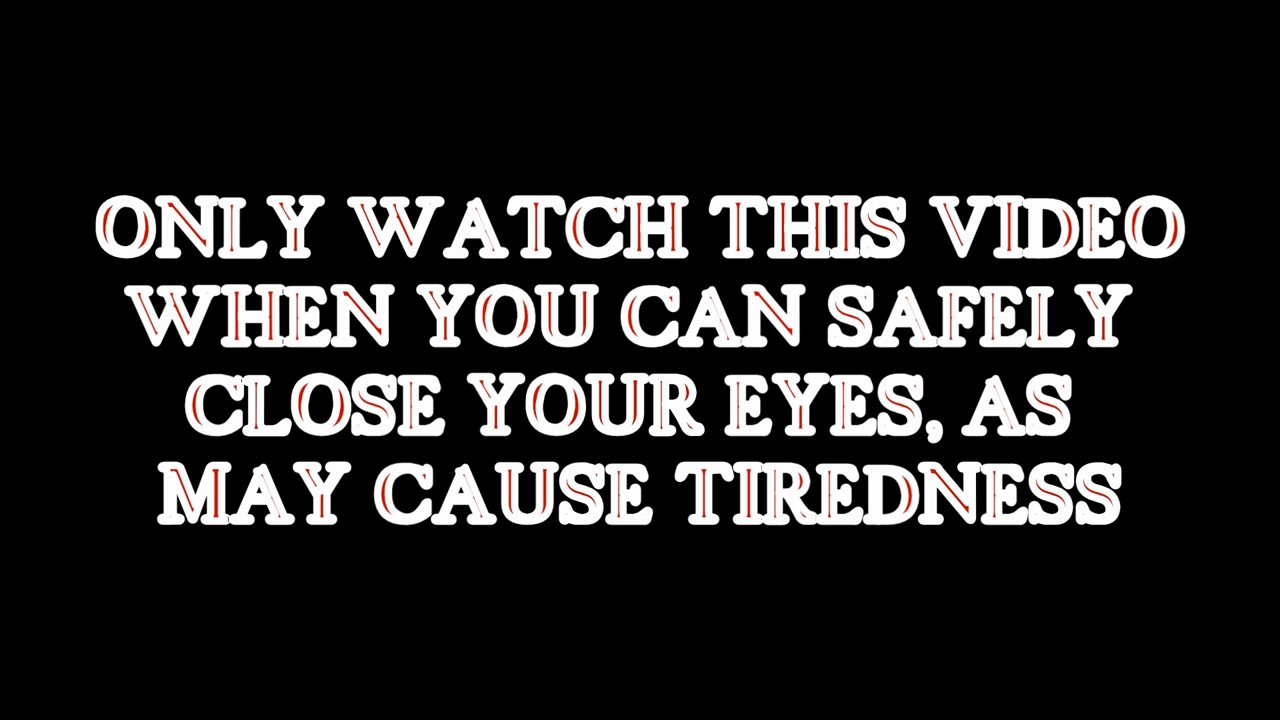 ONLY WATCH THIS VIDEO
WHEN YOU CAN SAFELY
CLOSE YOUR EYES, AS
MAY CAUSE TIREDNESS